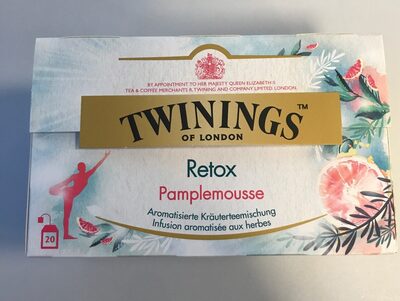 BY APPOINTMENT TO HER MAJESTY QUEEN ELIZABETH II
TEA & COFFEE MERCHANTS R. TWINING AND COMPANY LIMITED, LONDON.
TWININGS™
OF LONDON
Retox
Pamplemousse
Aromatisierte Kräuterteemischung
Infusion aromatisée aux herbes
20